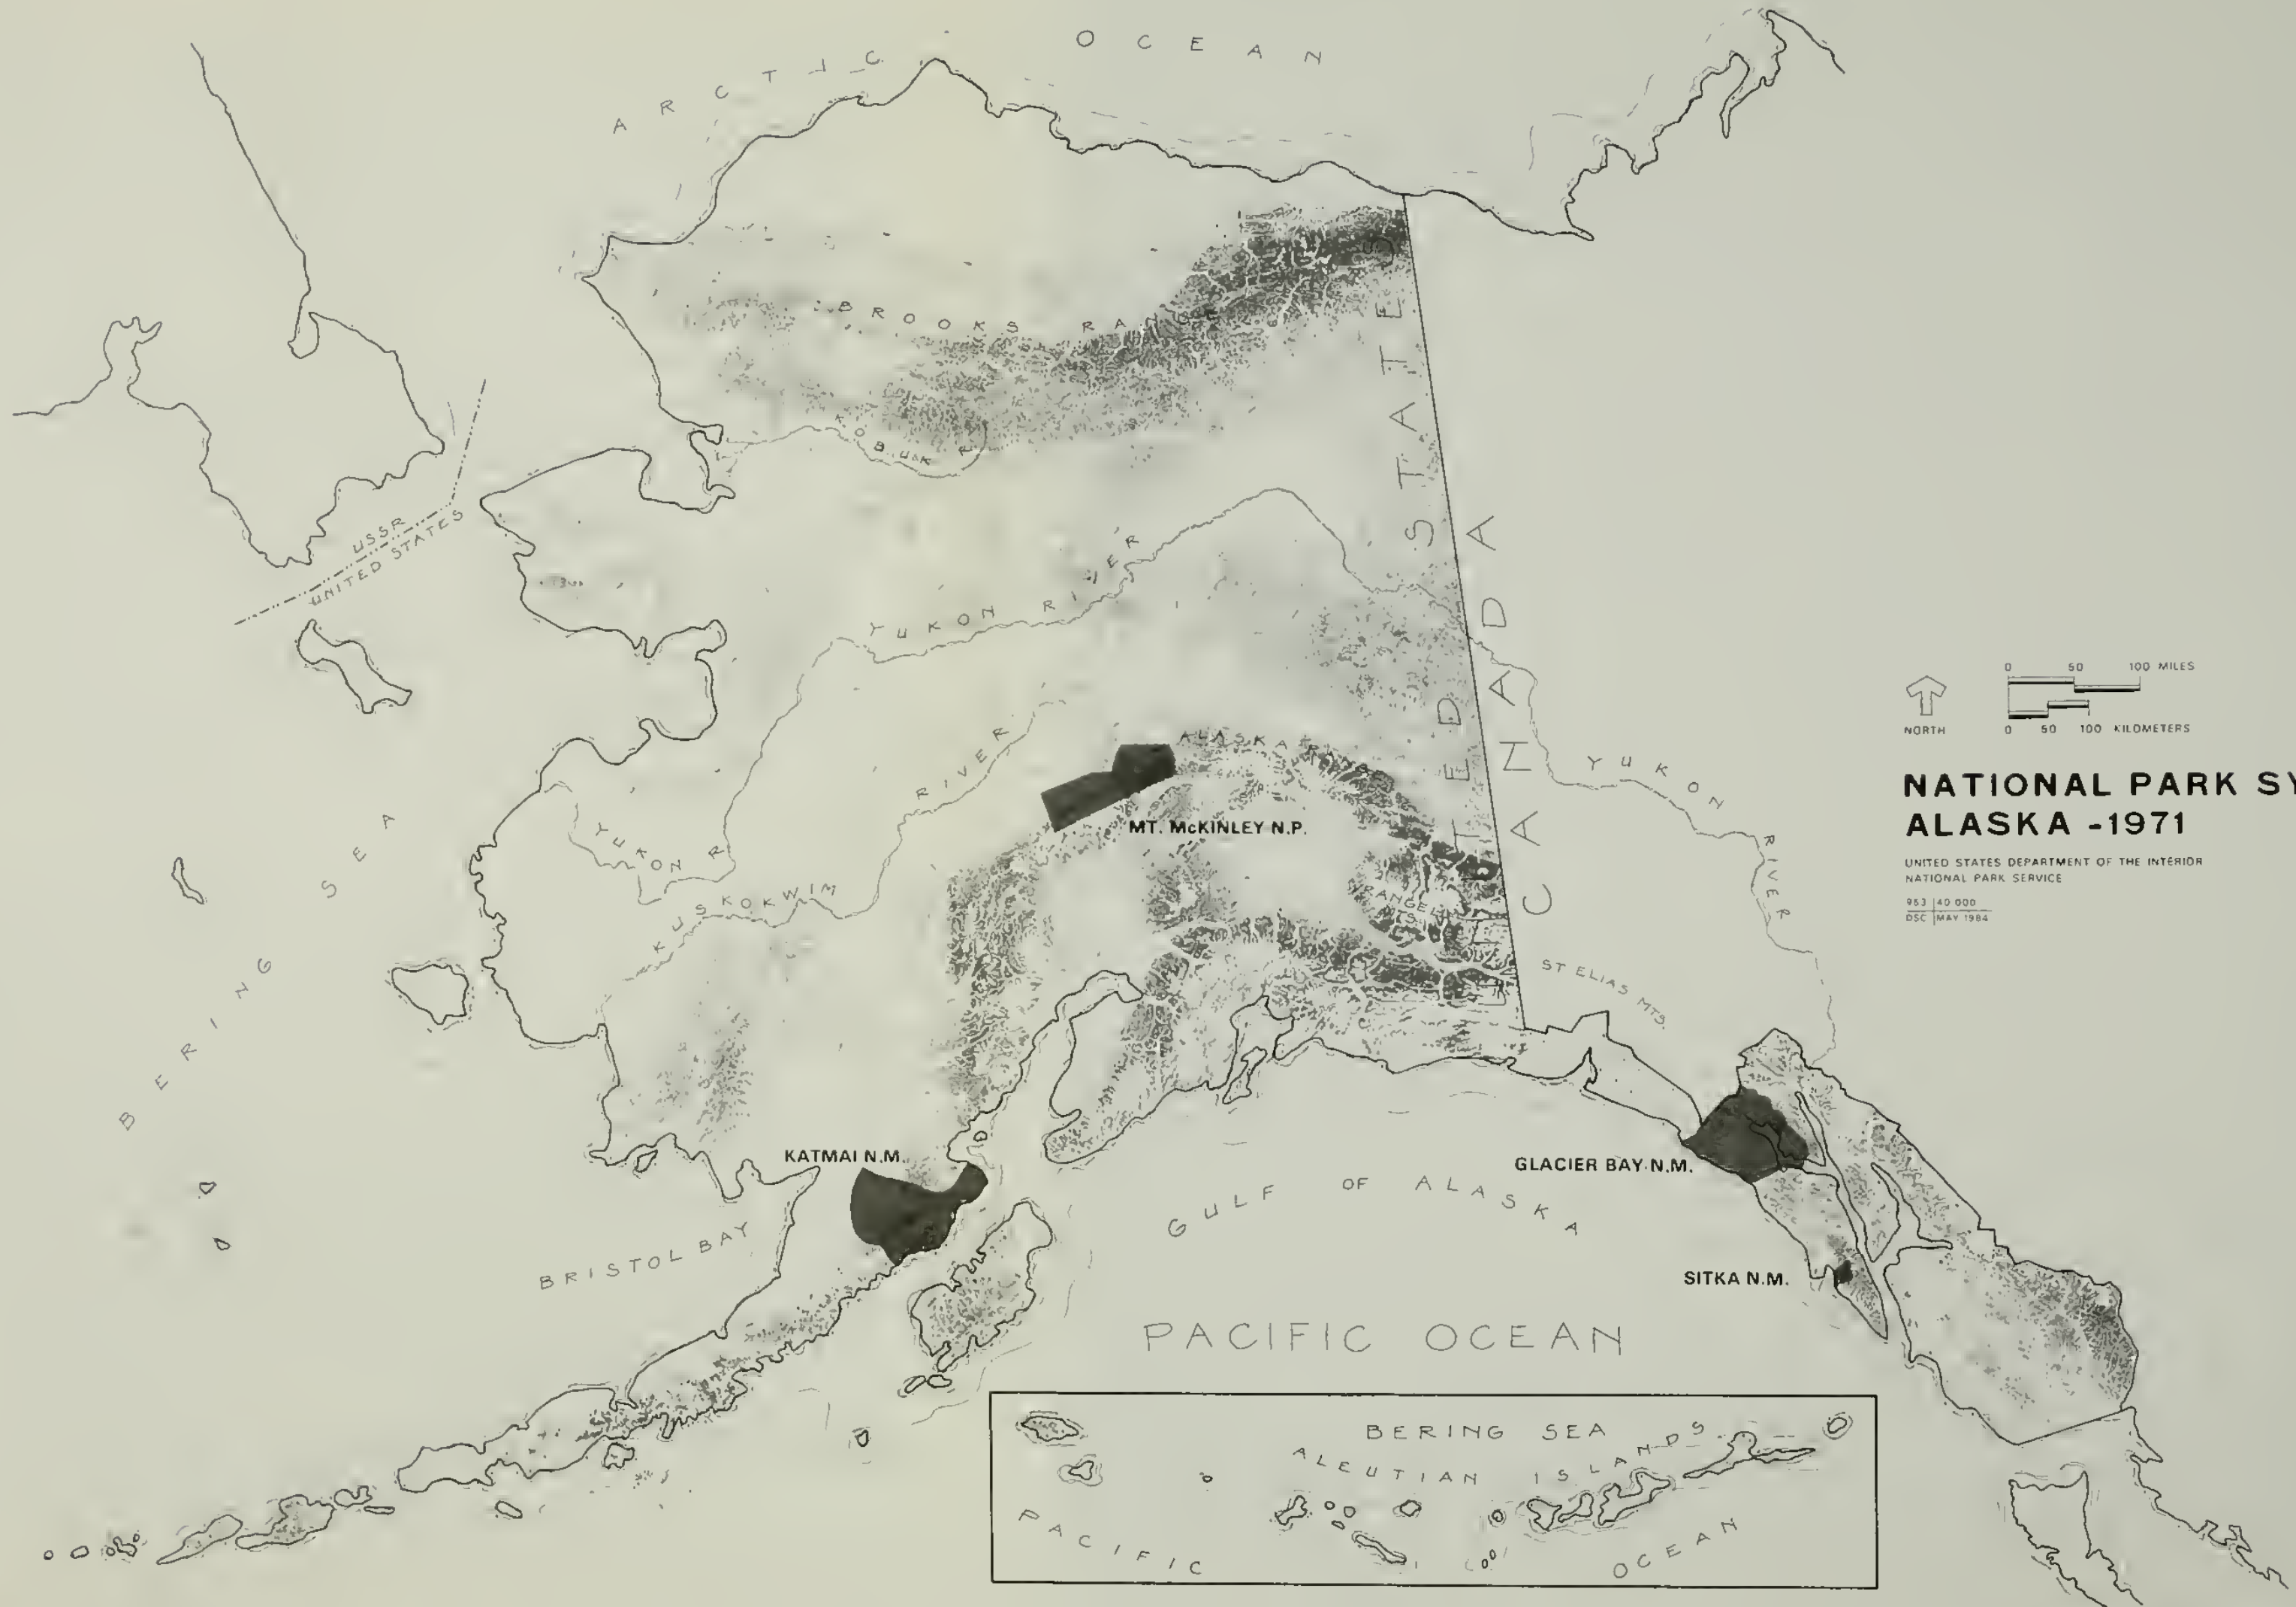 ARCTIC OCEAN
BROOKS RANGE
KOBUK R
USSR
UNITED STATES
UNITED STATES
CANADA
YUKON RIVER
0 50 100 MILES
NORTH
0 50 100 KILOMETERS
ALASKA RANGE
RIVER
YUKON RIVER
NATIONAL PARK SY
ALASKA -1971
MT. McKINLEY N.P.
YUKON R
UNITED STATES DEPARTMENT OF THE INTERIOR
NATIONAL PARK SERVICE
KUSKOKWIM
963 40 000
DSC MAY 1984
BERING SEA
ST ELIAS MTS.
KATMAI N.M.
GLACIER BAY N.M.
GULF OF ALASKA
BRISTOL BAY
SITKA N.M.
PACIFIC OCEAN
BERING SEA
ALEUTIAN ISLANDS
PACIFIC OCEAN